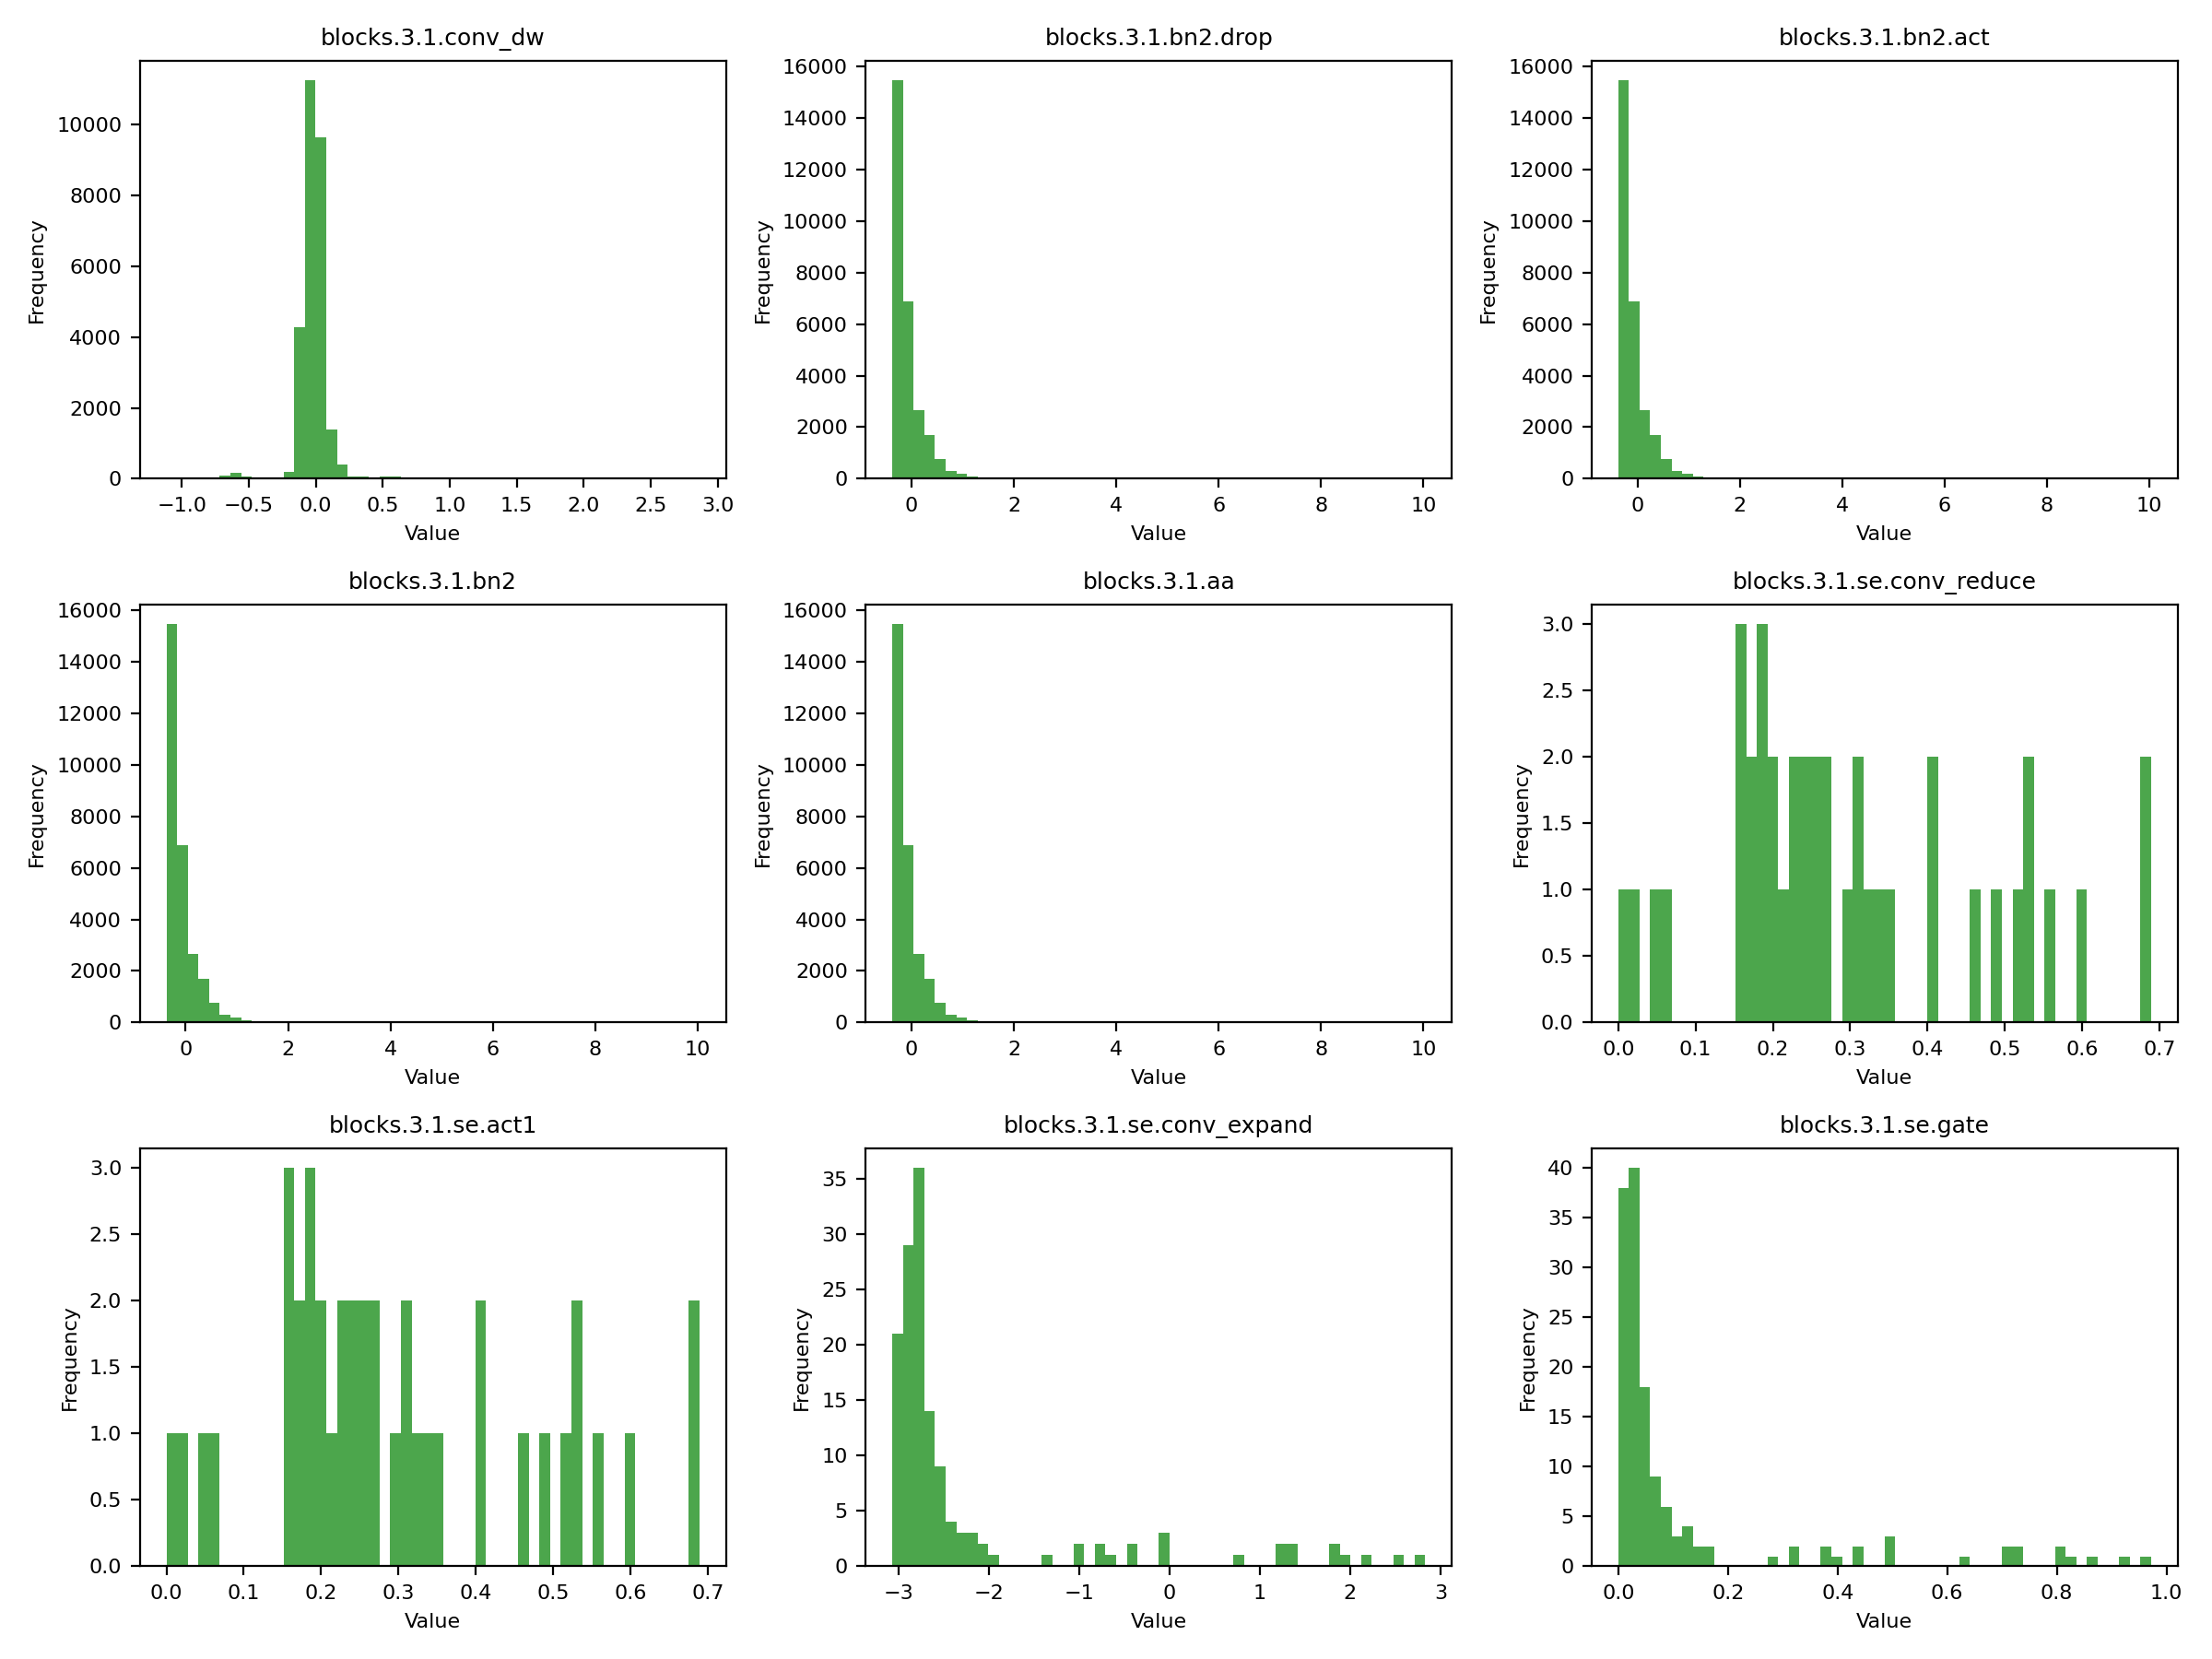 blocks.3.1.conv_dw
10000
8000
6000
4000
2000
0
Frequency
−1.0 −0.5 0.0 0.5 1.0 1.5 2.0 2.5 3.0
Value
blocks.3.1.bn2.drop
16000
14000
12000
10000
8000
6000
4000
2000
0
Frequency
0 2 4 6 8 10
Value
blocks.3.1.bn2.act
16000
14000
12000
10000
8000
6000
4000
2000
0
Frequency
0 2 4 6 8 10
Value
blocks.3.1.bn2
16000
14000
12000
10000
8000
6000
4000
2000
0
Frequency
0 2 4 6 8 10
Value
blocks.3.1.aa
16000
14000
12000
10000
8000
6000
4000
2000
0
Frequency
0 2 4 6 8 10
Value
blocks.3.1.se.conv_reduce
3.0
2.5
2.0
1.5
1.0
0.5
0.0
Frequency
0.0 0.1 0.2 0.3 0.4 0.5 0.6 0.7
Value
blocks.3.1.se.act1
3.0
2.5
2.0
1.5
1.0
0.5
0.0
Frequency
0.0 0.1 0.2 0.3 0.4 0.5 0.6 0.7
Value
blocks.3.1.se.conv_expand
35
30
25
20
15
10
5
0
Frequency
−3 −2 −1 0 1 2 3
Value
blocks.3.1.se.gate
40
35
30
25
20
15
10
5
0
Frequency
0.0 0.2 0.4 0.6 0.8 1.0
Value